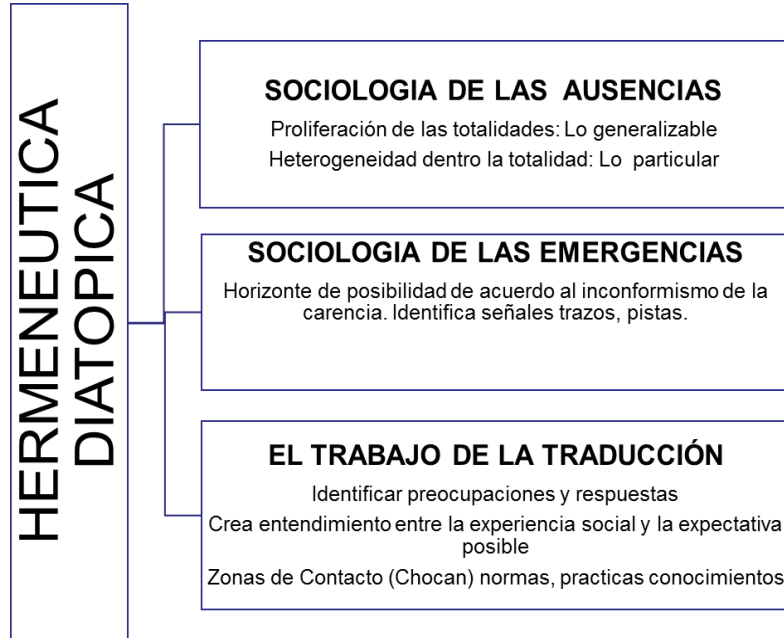 HERMENEUTICA
DIATOPICA
SOCIOLOGIA DE LAS AUSENCIAS
Proliferación de las totalidades: Lo generalizable
Heterogeneidad dentro la totalidad: Lo particular
SOCIOLOGIA DE LAS EMERGENCIAS
Horizonte de posibilidad de acuerdo al inconformismo de la
carencia. Identifica señales trazos, pistas.
EL TRABAJO DE LA TRADUCCIÓN
Identificar preocupaciones y respuestas
Crea entendimiento entre la experiencia social y la expectativa
posible
Zonas de Contacto (Chocan) normas, practicas conocimientos